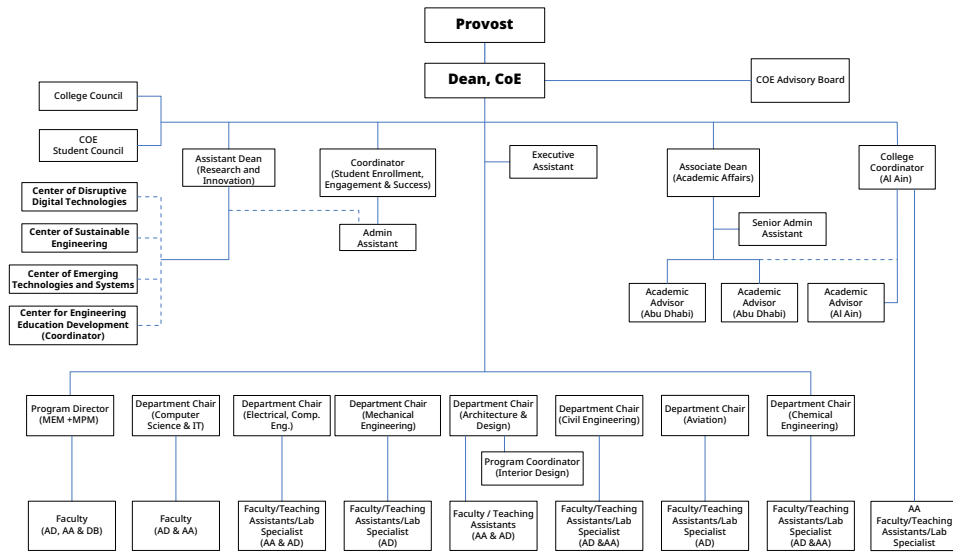 Provost
Dean, CoE
COE Advisory Board
College Council
COE
Student Council
Assistant Dean
(Research and
Innovation)
Coordinator
(Student Enrollment,
Engagement & Success)
Executive
Assistant
Associate Dean
(Academic Affairs)
College
Coordinator
(Al Ain)
Center of Disruptive
Digital Technologies
Center of Sustainable
Engineering
Center of Emerging
Technologies and Systems
Center for Engineering
Education Development
(Coordinator)
Admin
Assistant
Senior Admin
Assistant
Academic
Advisor
(Abu Dhabi)
Academic
Advisor
(Abu Dhabi)
Academic
Advisor
(Al Ain)
Program Director
(MEM +MPM)
Department Chair
(Computer
Science & IT)
Department Chair
(Electrical, Comp.
Eng.)
Department Chair
(Mechanical
Engineering)
Department Chair
(Architecture &
Design)
Department Chair
(Civil Engineering)
Department Chair
(Aviation)
Department Chair
(Chemical
Engineering)
Program Coordinator
(Interior Design)
Faculty
(AD, AA & DB)
Faculty
(AD & AA)
Faculty/Teaching
Assistants/Lab
Specialist
(AA & AD)
Faculty/Teaching
Assistants/Lab
Specialist
(AD)
Faculty / Teaching
Assistants
(AA & AD)
Faculty/Teaching
Assistants/Lab
Specialist
(AD &AA)
Faculty/Teaching
Assistants/Lab
Specialist
(AD)
Faculty/Teaching
Assistants/Lab
Specialist
(AD &AA)
AA
Faculty/Teaching
Assistants/Lab
Specialist